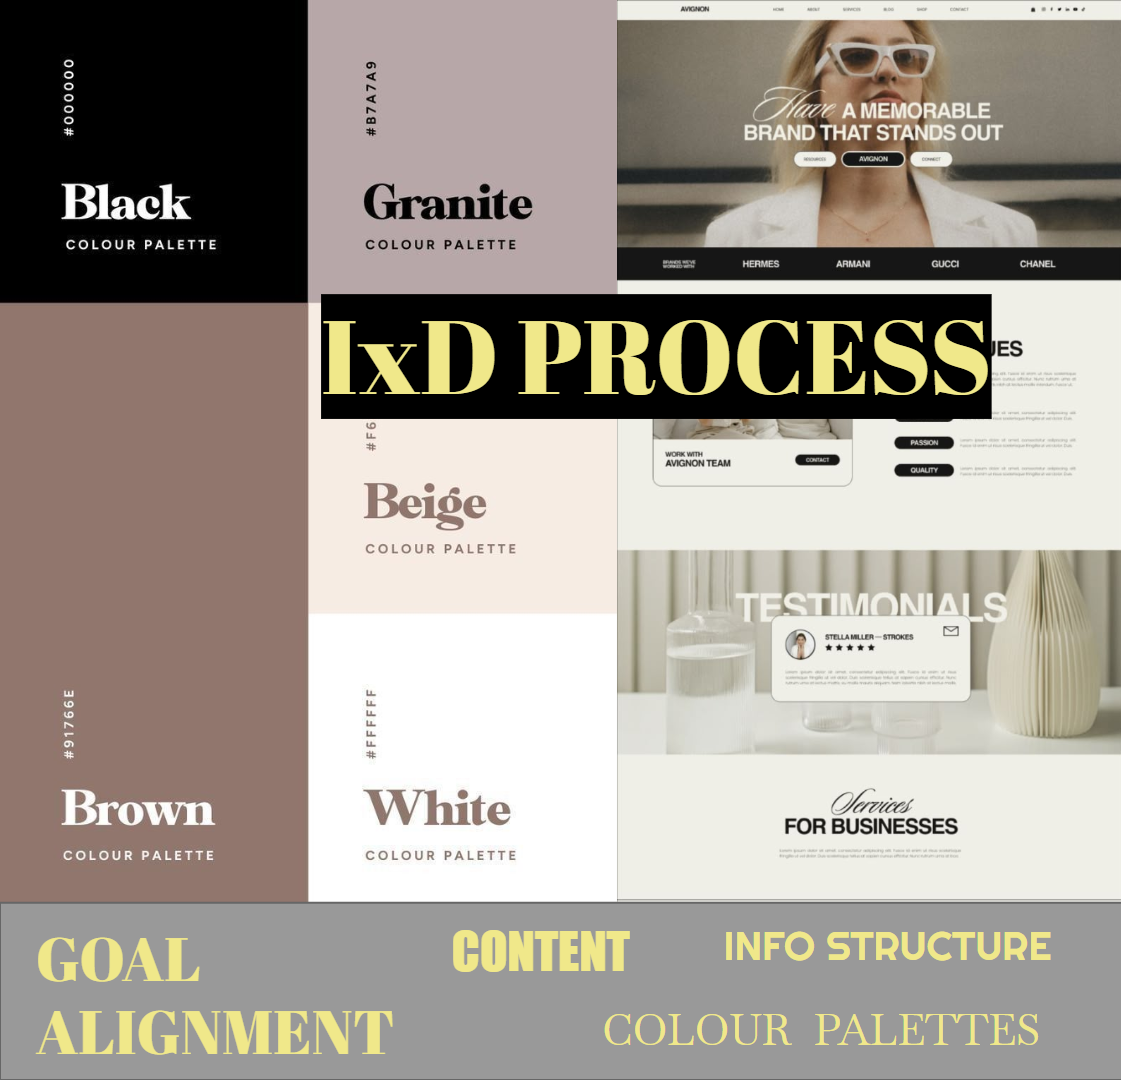 #000000
Black
COLOUR PALETTE
#B7A7A9
Granite
COLOUR PALETTE
AVIGNON
HOME ABOUT SERVICES BLOG SHOP CONTACT
Have A MEMORABLE
BRAND THAT STANDS OUT
RESOURCES AVIGNON CONNECT
BRANDS WE'VE
WORKED WITH
HERMES ARMANI GUCCI CHANEL
IxD PROCESS
UES
#F6
Beige
COLOUR PALETTE
WORK WITH
AVIGNON TEAM
CONTACT
PASSION
QUALITY
TESTIMONIALS
STELLA MILLER — STROKES
#91766E
Brown
COLOUR PALETTE
#FFFFFF
White
COLOUR PALETTE
Services
FOR BUSINESSES
GOAL
ALIGNMENT
CONTENT
INFO STRUCTURE
COLOUR PALETTES